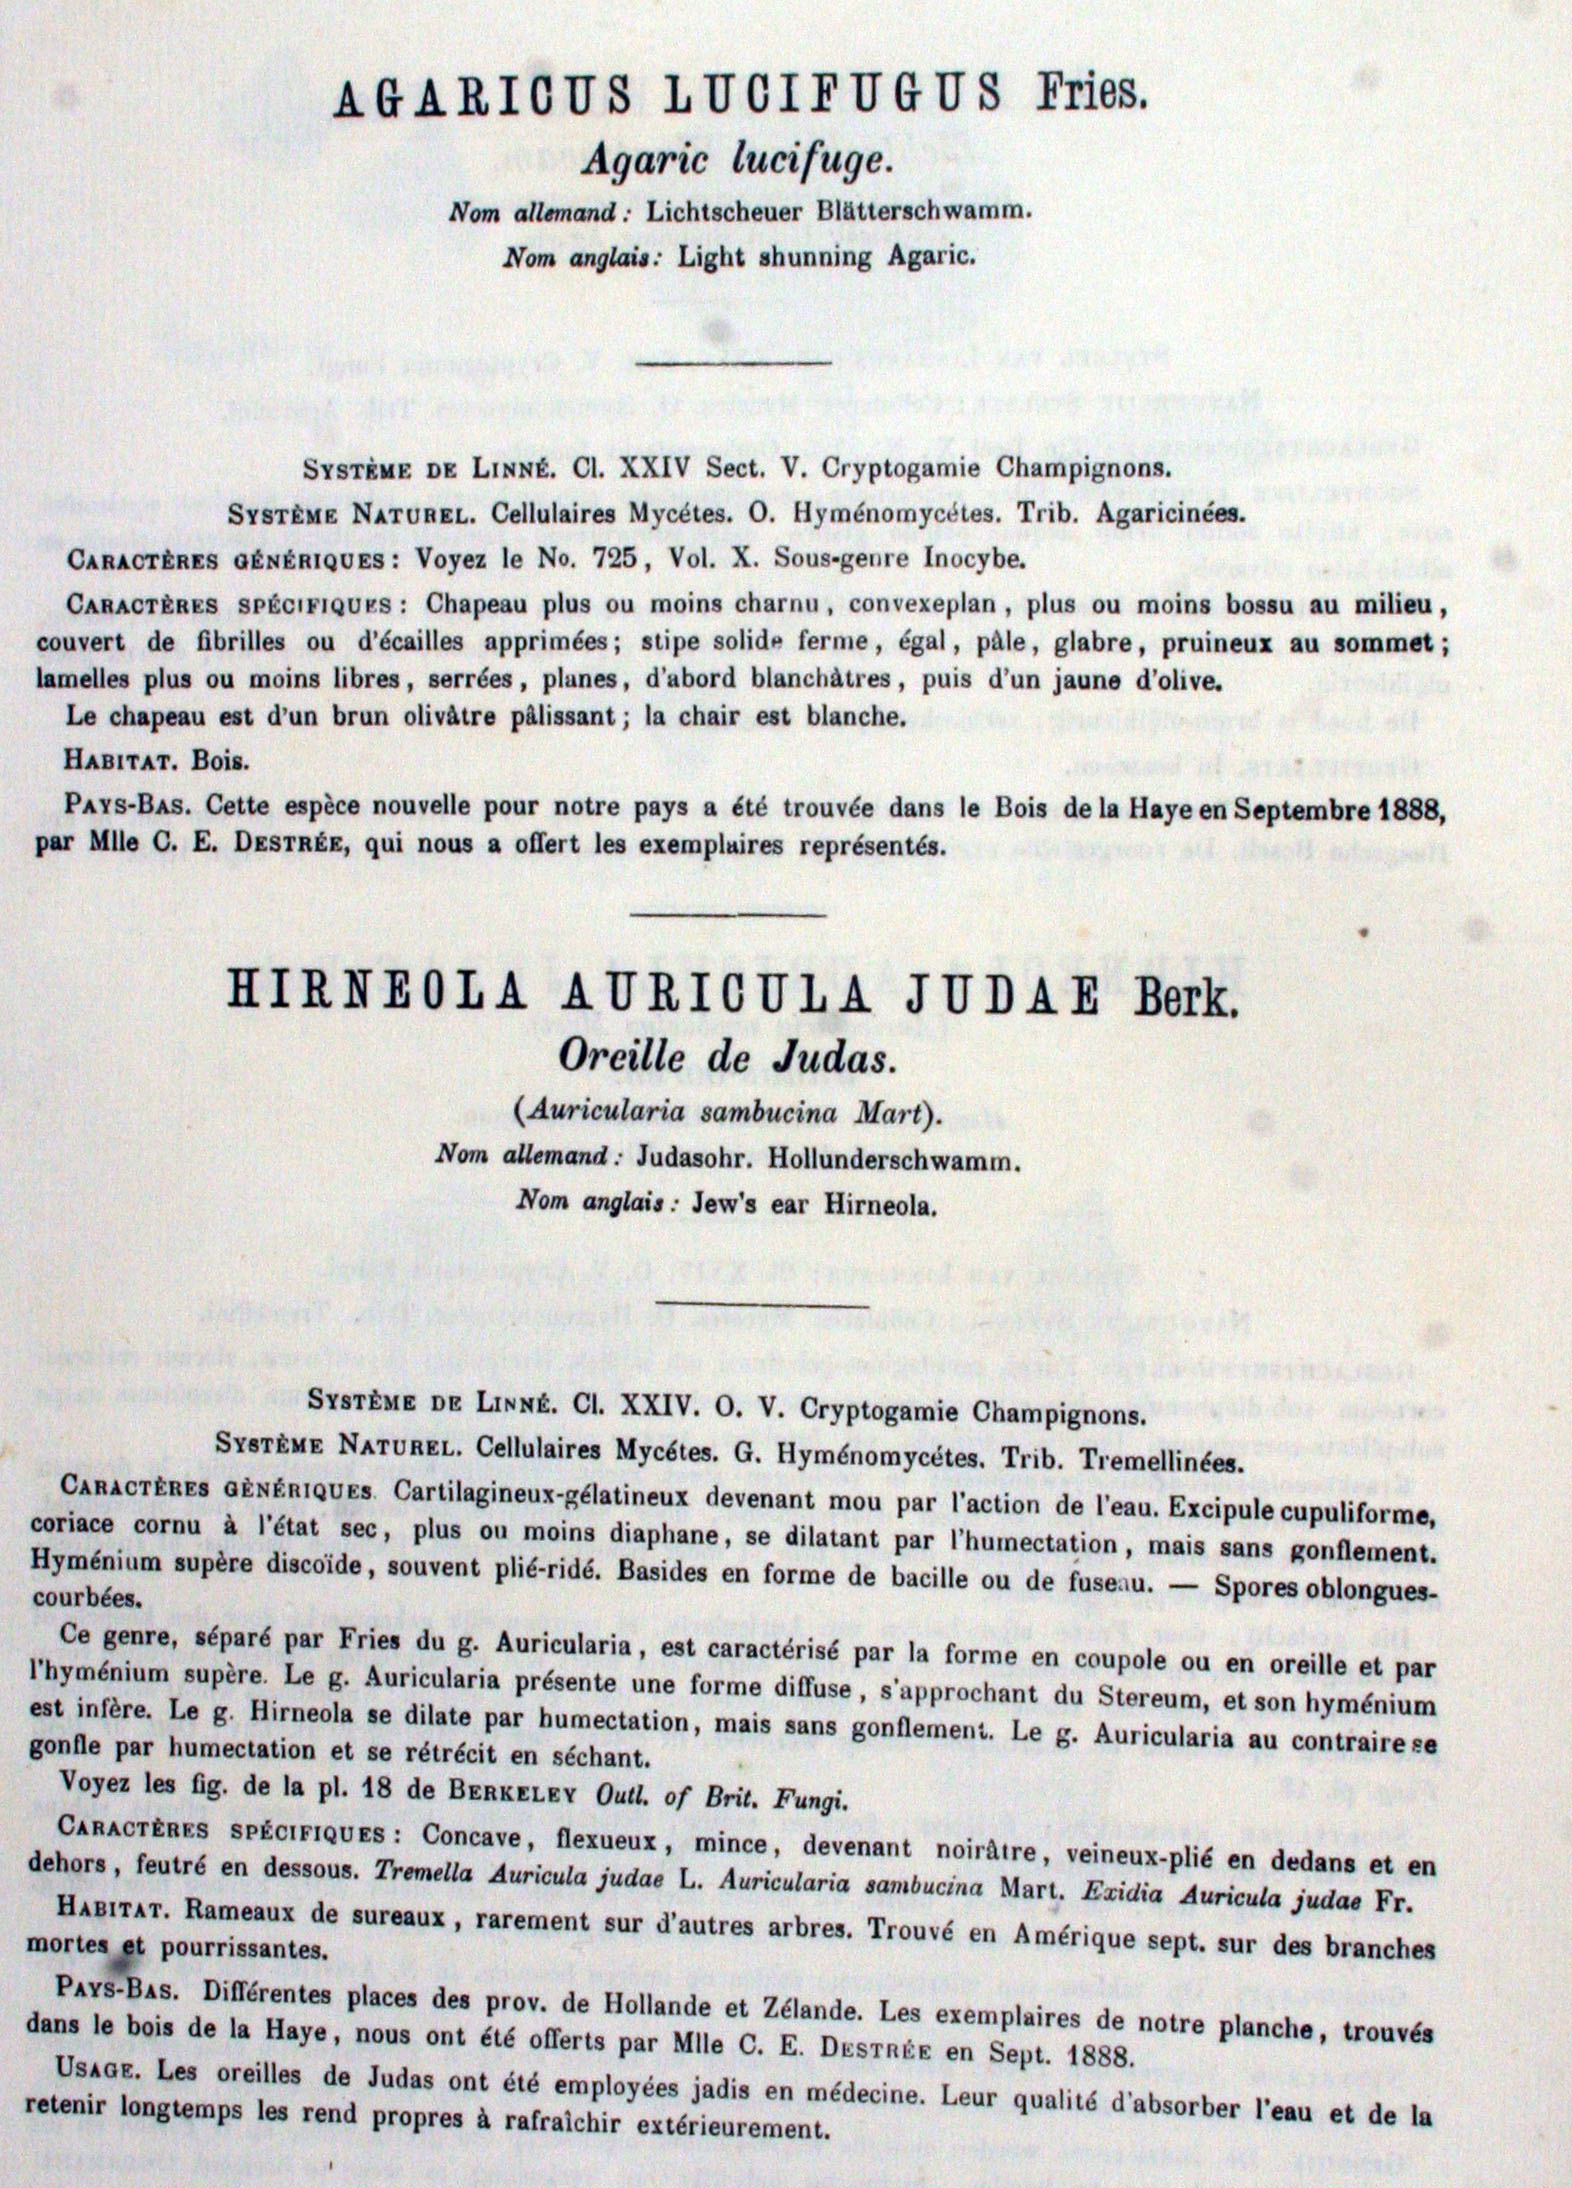 AGARICUS LUCIFUGUS Fries.
Agaric lucifuge.
Nom allemand: Lichtscheuer Blätterschwamm.
Nom anglais: Light shunning Agaric.
Système de Linné. Cl. XXIV Sect. V. Cryptogamie Champignons.
Système Naturel. Cellulaires Mycétes. O. Hyménomycétes. Trib. Agaricinées.
Caractères génériques: Voyez le No. 725, Vol. X. Sous-genre Inocybe.
Caractères spécifiques: Chapeau plus ou moins charnu, convexeplan, plus ou moins bossu au milieu,
couvert de fibrilles ou d'écailles apprimées; stipe solide ferme, égal, pâle, glabre, pruineux au sommet;
lamelles plus ou moins libres, serrées, planes, d'abord blanchâtres, puis d'un jaune d'olive.
Le chapeau est d'un brun olivâtre pâlissant; la chair est blanche.
Habitat. Bois.
Pays-Bas. Cette espèce nouvelle pour notre pays a été trouvée dans le Bois de la Haye en Septembre 1888,
par Mlle C. E. Destrée, qui nous a offert les exemplaires représentés.
HIRNEOLA AURICULA JUDAE Berk.
Oreille de Judas.
(Auricularia sambucina Mart).
Nom allemand: Judasohr. Hollunderschwamm.
Nom anglais: Jew's ear Hirneola.
Système de Linné. Cl. XXIV. O. V. Cryptogamie Champignons.
Système Naturel. Cellulaires Mycétes. G. Hyménomycétes. Trib. Tremellinées.
Caractères gènériques. Cartilagineux-gélatineux devenant mou par l'action de l'eau. Excipule cupuliforme,
coriace cornu à l'état sec, plus ou moins diaphane, se dilatant par l'humectation, mais sans gonflement.
Hyménium supère discoïde, souvent plié-ridé. Basides en forme de bacille ou de fuseau. — Spores oblongues-
courbées.
Ce genre, séparé par Fries du g. Auricularia, est caractérisé par la forme en coupole ou en oreille et par
l'hyménium supère. Le g. Auricularia présente une forme diffuse, s'approchant du Stereum, et son hyménium
est infère. Le g. Hirneola se dilate par humectation, mais sans gonflement. Le g. Auricularia au contraire se
gonfle par humectation et se rétrécit en séchant.
Voyez les fig. de la pl. 18 de Berkeley Outl. of Brit. Fungi.
Caractères spécifiques: Concave, flexueux, mince, devenant noirâtre, veineux-plié en dedans et en
dehors, feutré en dessous. Tremella Auricula judae L. Auricularia sambucina Mart. Exidia Auricula judae Fr.
Habitat. Rameaux de sureaux, rarement sur d'autres arbres. Trouvé en Amérique sept. sur des branches
mortes et pourrissantes.
Pays-Bas. Différentes places des prov. de Hollande et Zélande. Les exemplaires de notre planche, trouvés
dans le bois de la Haye, nous ont été offerts par Mlle C. E. Destrée en Sept. 1888.
Usage. Les oreilles de Judas ont été employées jadis en médecine. Leur qualité d'absorber l'eau et de la
retenir longtemps les rend propres à rafraîchir extérieurement.